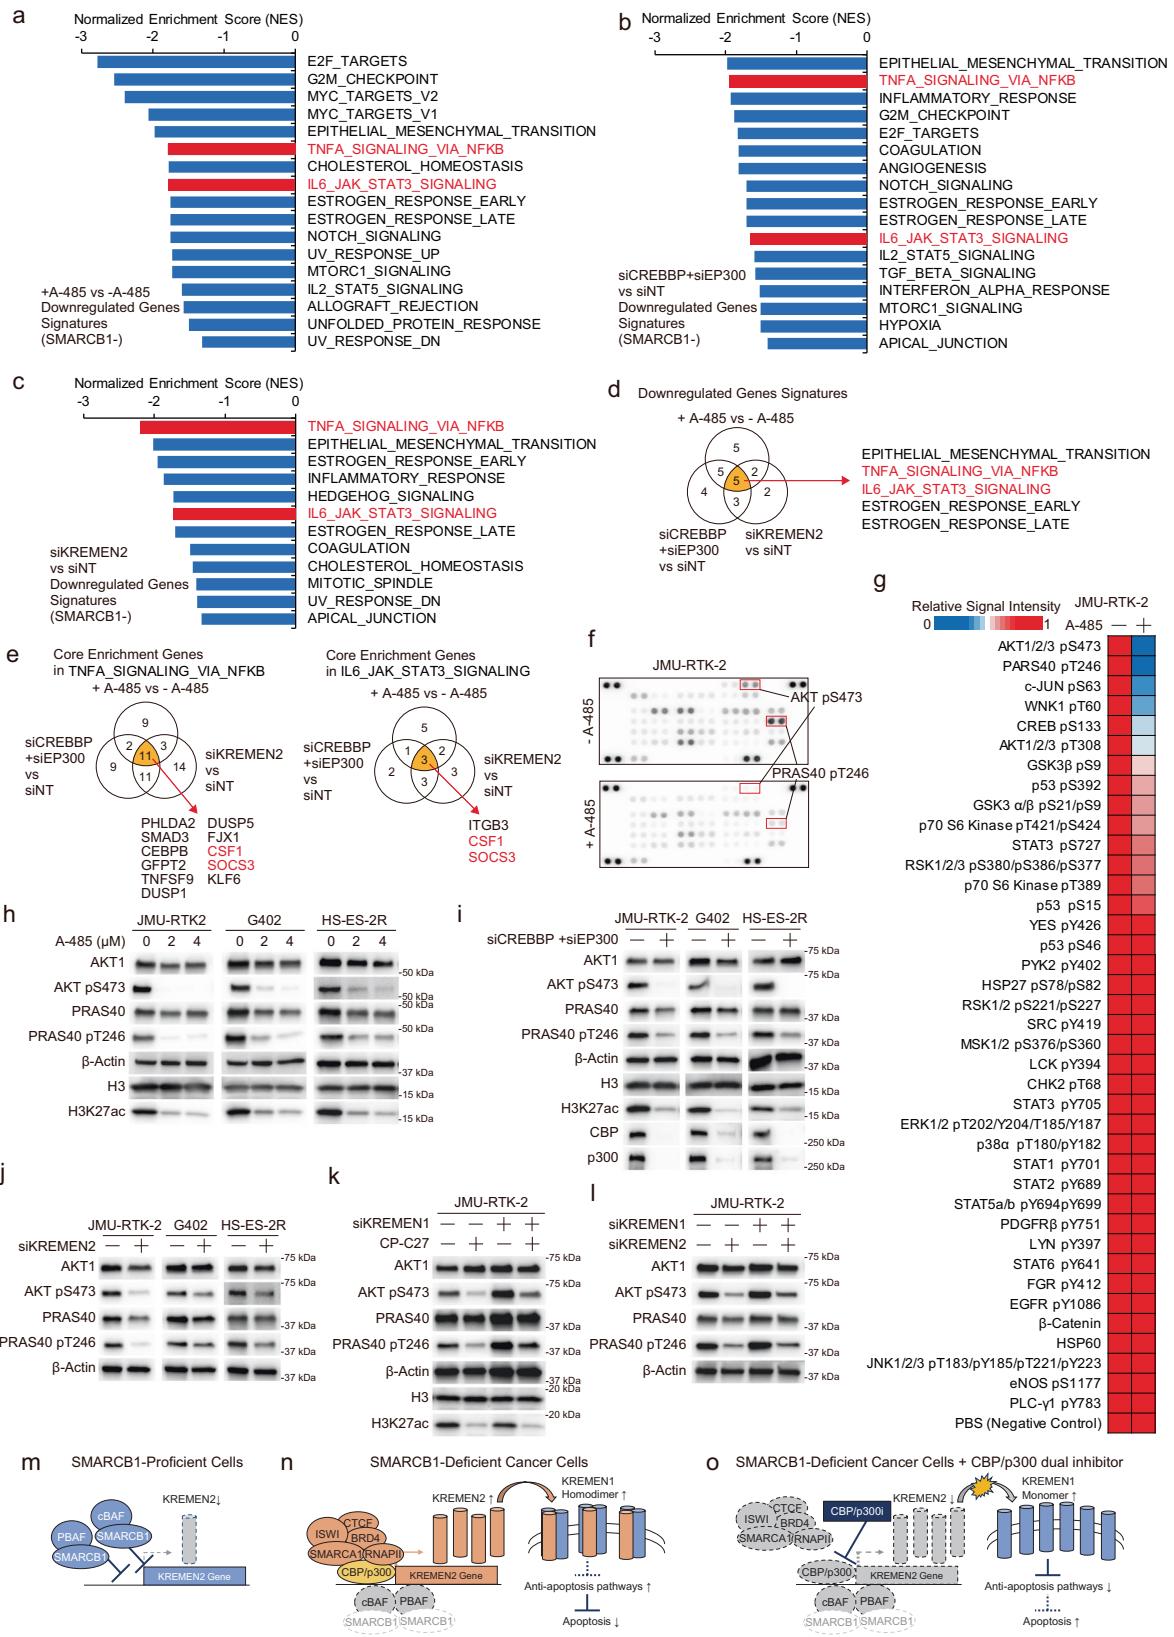 a
Normalized Enrichment Score (NES)
-3 -2 -1 0
E2F_TARGETS
G2M_CHECKPOINT
MYC_TARGETS_V2
MYC_TARGETS_V1
EPITHELIAL_MESENCHYMAL_TRANSITION
TNFA_SIGNALING_VIA_NFKB
CHOLESTEROL_HOMEOSTASIS
IL6_JAK_STAT3_SIGNALING
ESTROGEN_RESPONSE_EARLY
ESTROGEN_RESPONSE_LATE
NOTCH_SIGNALING
UV_RESPONSE_UP
MTORC1_SIGNALING
IL2_STAT5_SIGNALING
ALLOGRAFT_REJECTION
UNFOLDED_PROTEIN_RESPONSE
UV_RESPONSE_DN
+A-485 vs -A-485
Downregulated Genes
Signatures
(SMARCB1-)
b
Normalized Enrichment Score (NES)
-3 -2 -1 0
EPITHELIAL_MESENCHYMAL_TRANSITION
TNFA_SIGNALING_VIA_NFKB
INFLAMMATORY_RESPONSE
G2M_CHECKPOINT
E2F_TARGETS
COAGULATION
ANGIOGENESIS
NOTCH_SIGNALING
ESTROGEN_RESPONSE_EARLY
ESTROGEN_RESPONSE_LATE
IL6_JAK_STAT3_SIGNALING
IL2_STAT5_SIGNALING
TGF_BETA_SIGNALING
INTERFERON_ALPHA_RESPONSE
MTORC1_SIGNALING
HYPOXIA
APICAL_JUNCTION
siCREBBP+siEP300
vs siNT
Downregulated Genes
Signatures
(SMARCB1-)
c
Normalized Enrichment Score (NES)
-3 -2 -1 0
TNFA_SIGNALING_VIA_NFKB
EPITHELIAL_MESENCHYMAL_TRANSITION
ESTROGEN_RESPONSE_EARLY
INFLAMMATORY_RESPONSE
HEDGEHOG_SIGNALING
IL6_JAK_STAT3_SIGNALING
ESTROGEN_RESPONSE_LATE
COAGULATION
CHOLESTEROL_HOMEOSTASIS
MITOTIC_SPINDLE
UV_RESPONSE_DN
APICAL_JUNCTION
siKREMEN2
vs siNT
Downregulated Genes
Signatures
(SMARCB1-)
d
Downregulated Genes Signatures
+ A-485 vs - A-485
5
5 2
5
4 2
3
siCREBBP
+siEP300
vs siNT
siKREMEN2
vs siNT
EPITHELIAL_MESENCHYMAL_TRANSITION
TNFA_SIGNALING_VIA_NFKB
IL6_JAK_STAT3_SIGNALING
ESTROGEN_RESPONSE_EARLY
ESTROGEN_RESPONSE_LATE
e
Core Enrichment Genes
in TNFA_SIGNALING_VIA_NFKB
+ A-485 vs - A-485
9
2 3
11
9 14
11
siCREBBP
+siEP300
vs
siNT
siKREMEN2
vs
siNT
PHLDA2 DUSP5
SMAD3 FJX1
CEBPB CSF1
GFPT2 SOCS3
TNFSF9 KLF6
DUSP1
Core Enrichment Genes
in IL6_JAK_STAT3_SIGNALING
+ A-485 vs - A-485
5
1 2
3
2 3
3
siCREBBP
+siEP300
vs
siNT
siKREMEN2
vs
siNT
ITGB3
CSF1
SOCS3
f
JMU-RTK-2
- A-485
+ A-485
AKT pS473
PRAS40 pT246
g
Relative Signal Intensity
0 1
JMU-RTK-2
A-485 — +
AKT1/2/3 pS473
PARS40 pT246
c-JUN pS63
WNK1 pT60
CREB pS133
AKT1/2/3 pT308
GSK3β pS9
p53 pS392
GSK3 α/β pS21/pS9
p70 S6 Kinase pT421/pS424
STAT3 pS727
RSK1/2/3 pS380/pS386/pS377
p70 S6 Kinase pT389
p53 pS15
YES pY426
p53 pS46
PYK2 pY402
HSP27 pS78/pS82
RSK1/2 pS221/pS227
SRC pY419
MSK1/2 pS376/pS360
LCK pY394
CHK2 pT68
STAT3 pY705
ERK1/2 pT202/Y204/T185/Y187
p38α pT180/pY182
STAT1 pY701
STAT2 pY689
STAT5a/b pY694pY699
PDGFRβ pY751
LYN pY397
STAT6 pY641
FGR pY412
EGFR pY1086
β-Catenin
HSP60
JNK1/2/3 pT183/pY185/pT221/pY223
eNOS pS1177
PLC-γ1 pY783
PBS (Negative Control)
h
JMU-RTK2 G402 HS-ES-2R
A-485 (µM) 0 2 4 0 2 4 0 2 4
AKT1
-50 kDa
AKT pS473
-50 kDa
-50 kDa
PRAS40
-50 kDa
PRAS40 pT246
β-Actin
-37 kDa
H3
-15 kDa
H3K27ac
-15 kDa
i
JMU-RTK-2 G402 HS-ES-2R
siCREBBP +siEP300 — + — + — +
-75 kDa
AKT1
-75 kDa
AKT pS473
PRAS40
-37 kDa
PRAS40 pT246
-37 kDa
β-Actin
-37 kDa
H3
-15 kDa
H3K27ac
-15 kDa
CBP
-250 kDa
p300
-250 kDa
j
JMU-RTK-2 G402 HS-ES-2R
siKREMEN2 — + — + — +
-75 kDa
AKT1
-75 kDa
AKT pS473
PRAS40
-37 kDa
PRAS40 pT246
-37 kDa
β-Actin
-37 kDa
k
JMU-RTK-2
siKREMEN1 — — + +
CP-C27 — + — +
-75 kDa
AKT1
-75 kDa
AKT pS473
PRAS40
-37 kDa
PRAS40 pT246
-37 kDa
β-Actin
-37 kDa
-20 kDa
H3
-20 kDa
H3K27ac
l
JMU-RTK-2
siKREMEN1 — — + +
siKREMEN2 — + — +
-75 kDa
AKT1
-75 kDa
AKT pS473
PRAS40
-37 kDa
PRAS40 pT246
-37 kDa
β-Actin
-37 kDa
m
SMARCB1-Proficient Cells
KREMEN2↓
cBAF
PBAF SMARCB1
SMARCB1
KREMEN2 Gene
n
SMARCB1-Deficient Cancer Cells
KREMEN2 ↑
KREMEN1
Homodimer ↑
CTCF
ISWI BRD4
SMARCA1 RNAPII
CBP/p300
KREMEN2 Gene
cBAF PBAF
SMARCB1 SMARCB1
Anti-apoptosis pathways ↑
Apoptosis ↓
o
SMARCB1-Deficient Cancer Cells + CBP/p300 dual inhibitor
KREMEN2 ↓
KREMEN1
Monomer ↑
CTCF
ISWI BRD4
SMARCA1 RNAPII
CBP/p300i
CBP/p300
KREMEN2 Gene
cBAF PBAF
SMARCB1 SMARCB1
Anti-apoptosis pathways ↓
Apoptosis ↑